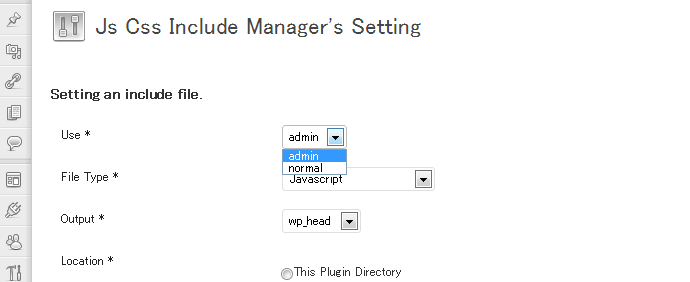 Js Css Include Manager's Setting
Setting an include file.
Use *
admin
admin
normal
File Type *
Javascript
Output *
wp_head
Location *
This Plugin Directory